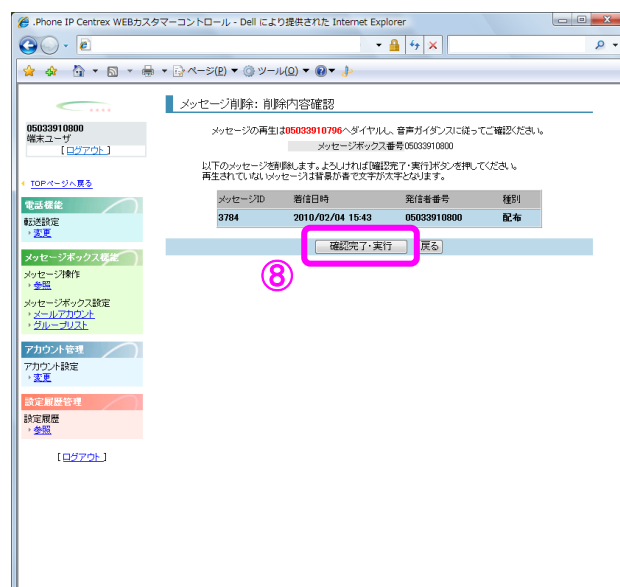 .Phone IP Centrex WEBカスタマーコントロール - Dell により提供された Internet Explorer
ページ(P) ツール(O)
05033910800
端末ユーザ
[ログアウト]
TOPページへ戻る
電話機能
転送設定
変更
メッセージボックス機能
メッセージ操作
参照
メッセージボックス設定
メールアカウント
グループリスト
アカウント管理
アカウント設定
変更
設定履歴管理
設定履歴
参照
[ログアウト]
メッセージ削除: 削除内容確認
メッセージの再生は05033910796へダイヤルし、音声ガイダンスに従ってご確認ください。
メッセージボックス番号05033910800
以下のメッセージを削除します。よろしければ「確認完了・実行」ボタンを押してください。
再生されていないメッセージは背景が青で文字が太字となります。
メッセージID 着信日時 発信者番号 種別
3784 2010/02/04 15:43 05033910800 配布
確認完了・実行 戻る
⑧